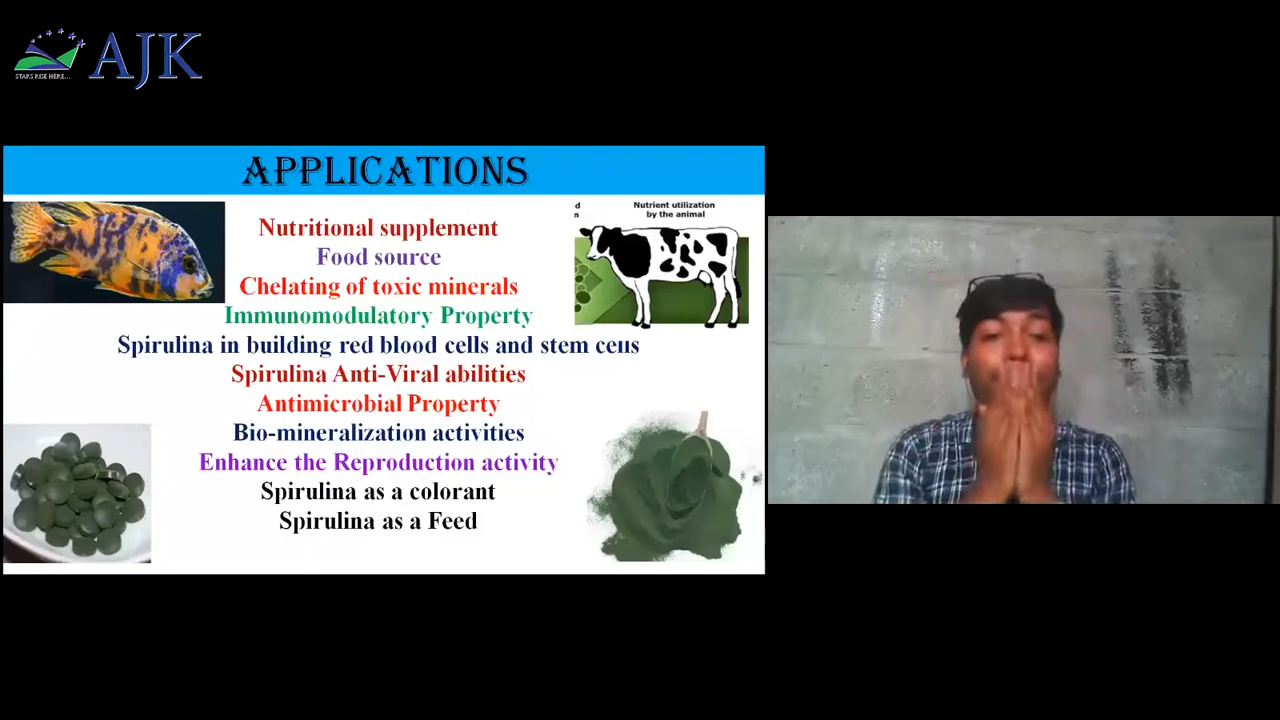 AJK
STARS RISE HERE...
APPLICATIONS
d
n
Nutrient utilization
by the animal
Nutritional supplement
Food source
Chelating of toxic minerals
Immunomodulatory Property
Spirulina in building red blood cells and stem cells
Spirulina Anti-Viral abilities
Antimicrobial Property
Bio-mineralization activities
Enhance the Reproduction activity
Spirulina as a colorant
Spirulina as a Feed